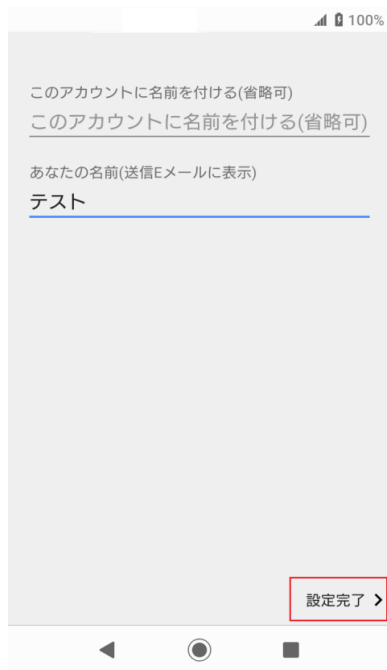 100%
このアカウントに名前を付ける(省略可)
このアカウントに名前を付ける(省略可)
あなたの名前(送信Eメールに表示)
テスト
設定完了